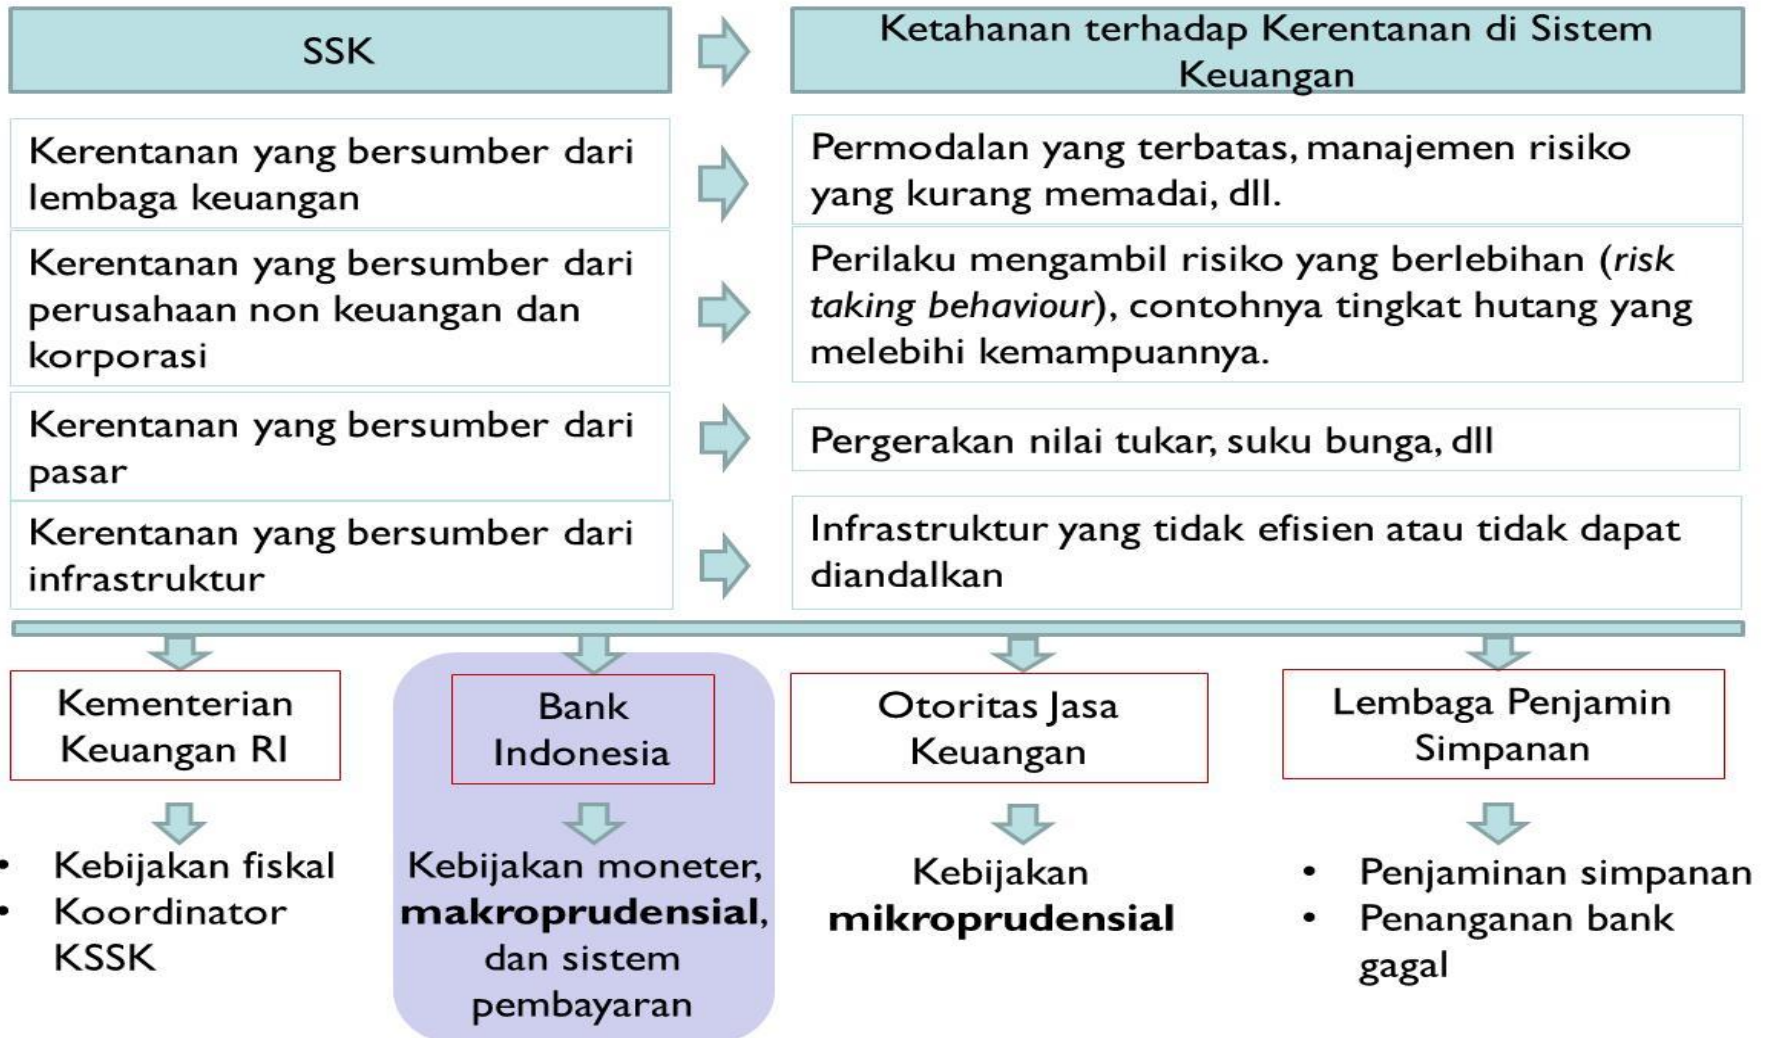 SSK
Ketahanan terhadap Kerentanan di Sistem
Keuangan
Kerentanan yang bersumber dari
lembaga keuangan
Permodalan yang terbatas, manajemen risiko
yang kurang memadai, dll.
Kerentanan yang bersumber dari
perusahaan non keuangan dan
korporasi
Perilaku mengambil risiko yang berlebihan (risk
taking behaviour), contohnya tingkat hutang yang
melebihi kemampuannya.
Kerentanan yang bersumber dari
pasar
Pergerakan nilai tukar, suku bunga, dll
Kerentanan yang bersumber dari
infrastruktur
Infrastruktur yang tidak efisien atau tidak dapat
diandalkan
Kementerian
Keuangan RI
Bank
Indonesia
Otoritas Jasa
Keuangan
Lembaga Penjamin
Simpanan
• Kebijakan fiskal
• Koordinator
KSSK
Kebijakan moneter,
makroprudensial,
dan sistem
pembayaran
Kebijakan
mikroprudensial
• Penjaminan simpanan
• Penanganan bank
gagal